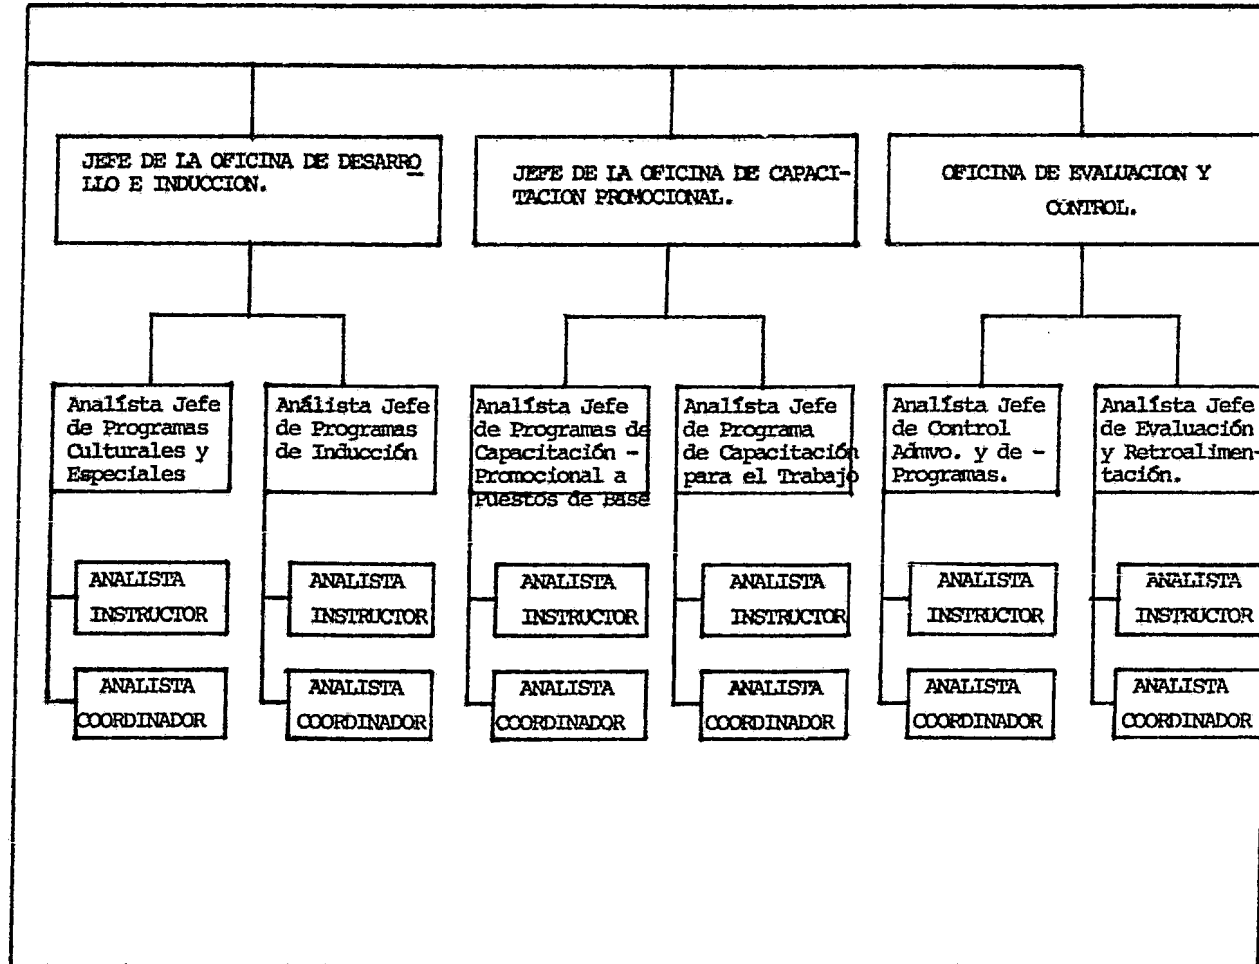 JEFE DE LA OFICINA DE DESARRO
LLO E INDUCCION.
JEFE DE LA OFICINA DE CAPACI-
TACION PROMOCIONAL.
OFICINA DE EVALUACION Y
CONTROL.
Analísta Jefe
de Programas
Culturales y
Especiales
Análista Jefe
de Programas
de Inducción
Analísta Jefe
de Programas de
Capacitación -
Promocional a
Puestos de Base
Analísta Jefe
de Programa
de Capacitación
para el Trabajo
Analísta Jefe
de Control
Admvo. y de -
Programas.
Analísta Jefe
de Evaluación
y Retroalimen-
tación.
ANALISTA
INSTRUCTOR
ANALISTA
INSTRUCTOR
ANALISTA
INSTRUCTOR
ANALISTA
INSTRUCTOR
ANALISTA
INSTRUCTOR
ANALISTA
INSTRUCTOR
ANALISTA
COORDINADOR
ANALISTA
COORDINADOR
ANALISTA
COORDINADOR
ANALISTA
COORDINADOR
ANALISTA
COORDINADOR
ANALISTA
COORDINADOR